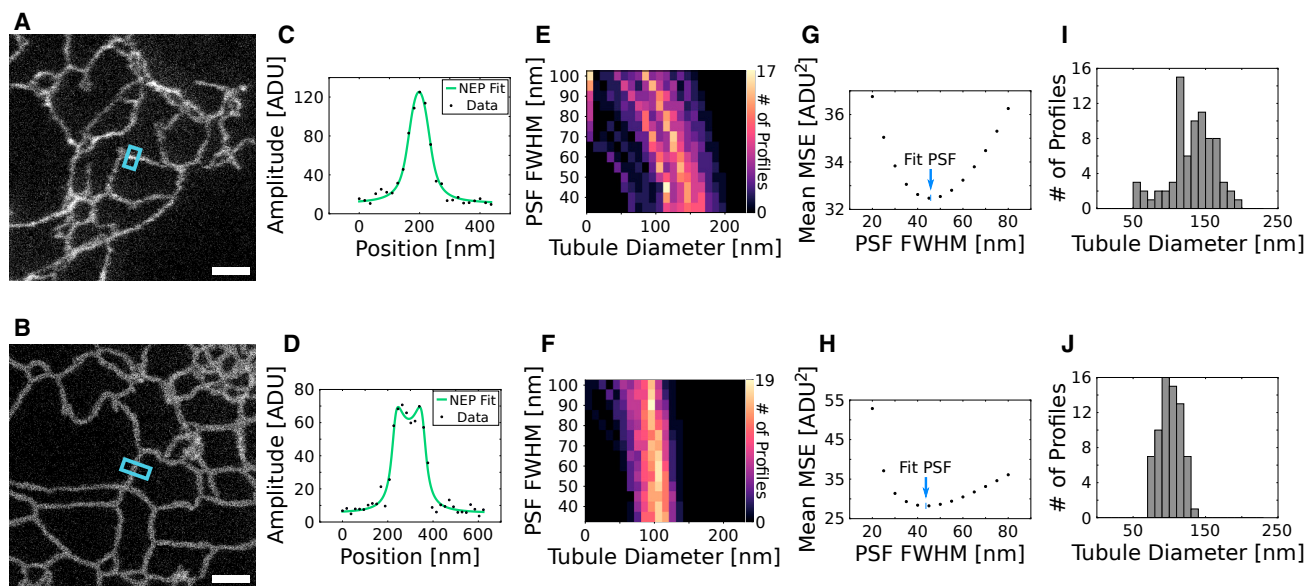 A
C
Amplitude [ADU]
120
80
40
0
NEP Fit
Data
0 200 400
Position [nm]
E
PSF FWHM [nm]
100
90
80
70
60
50
40
0 100 200
Tubule Diameter [nm]
17
# of Profiles
0
G
Mean MSE [ADU²]
36
34
32
Fit PSF
20 40 60 80
PSF FWHM [nm]
I
# of Profiles
16
12
8
4
0
50 150 250
Tubule Diameter [nm]
B
D
Amplitude [ADU]
80
60
40
20
0
NEP Fit
Data
0 200 400 600
Position [nm]
F
PSF FWHM [nm]
100
90
80
70
60
50
40
0 100 200
Tubule Diameter [nm]
19
# of Profiles
0
H
Mean MSE [ADU²]
55
45
35
25
Fit PSF
20 40 60 80
PSF FWHM [nm]
J
# of Profiles
16
12
8
4
0
50 150 250
Tubule Diameter [nm]